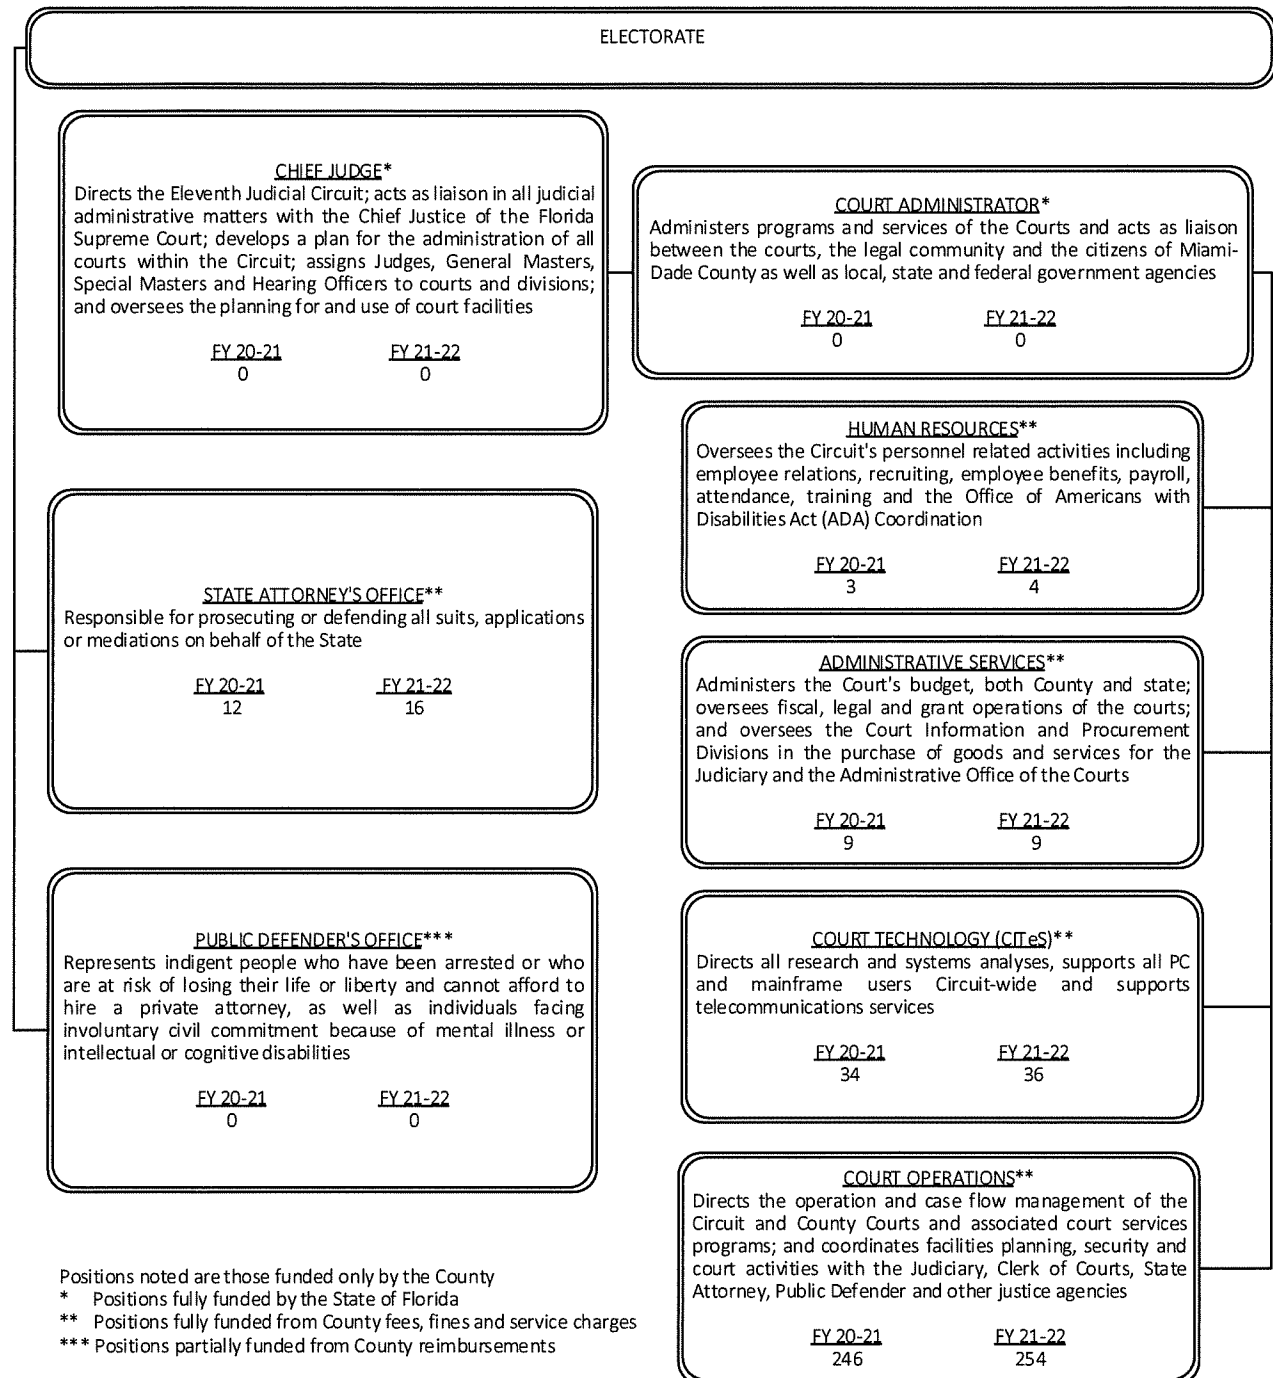 ELECTORATE
CHIEF JUDGE*
Directs the Eleventh Judicial Circuit; acts as liaison in all judicial
administrative matters with the Chief Justice of the Florida
Supreme Court; develops a plan for the administration of all
courts within the Circuit; assigns Judges, General Masters,
Special Masters and Hearing Officers to courts and divisions;
and oversees the planning for and use of court facilities
FY 20-21 FY 21-22
0 0
COURT ADMINISTRATOR*
Administers programs and services of the Courts and acts as liaison
between the courts, the legal community and the citizens of Miami-
Dade County as well as local, state and federal government agencies
FY 20-21 FY 21-22
0 0
HUMAN RESOURCES**
Oversees the Circuit's personnel related activities including
employee relations, recruiting, employee benefits, payroll,
attendance, training and the Office of Americans with
Disabilities Act (ADA) Coordination
FY 20-21 FY 21-22
3 4
STATE ATTORNEY'S OFFICE**
Responsible for prosecuting or defending all suits, applications
or mediations on behalf of the State
FY 20-21 FY 21-22
12 16
ADMINISTRATIVE SERVICES**
Administers the Court's budget, both County and state;
oversees fiscal, legal and grant operations of the courts;
and oversees the Court Information and Procurement
Divisions in the purchase of goods and services for the
Judiciary and the Administrative Office of the Courts
FY 20-21 FY 21-22
9 9
PUBLIC DEFENDER'S OFFICE***
Represents indigent people who have been arrested or who
are at risk of losing their life or liberty and cannot afford to
hire a private attorney, as well as individuals facing
involuntary civil commitment because of mental illness or
intellectual or cognitive disabilities
FY 20-21 FY 21-22
0 0
COURT TECHNOLOGY (CITeS)**
Directs all research and systems analyses, supports all PC
and mainframe users Circuit-wide and supports
telecommunications services
FY 20-21 FY 21-22
34 36
COURT OPERATIONS**
Directs the operation and case flow management of the
Circuit and County Courts and associated court services
programs; and coordinates facilities planning, security and
court activities with the Judiciary, Clerk of Courts, State
Attorney, Public Defender and other justice agencies
FY 20-21 FY 21-22
246 254
Positions noted are those funded only by the County
* Positions fully funded by the State of Florida
** Positions fully funded from County fees, fines and service charges
*** Positions partially funded from County reimbursements